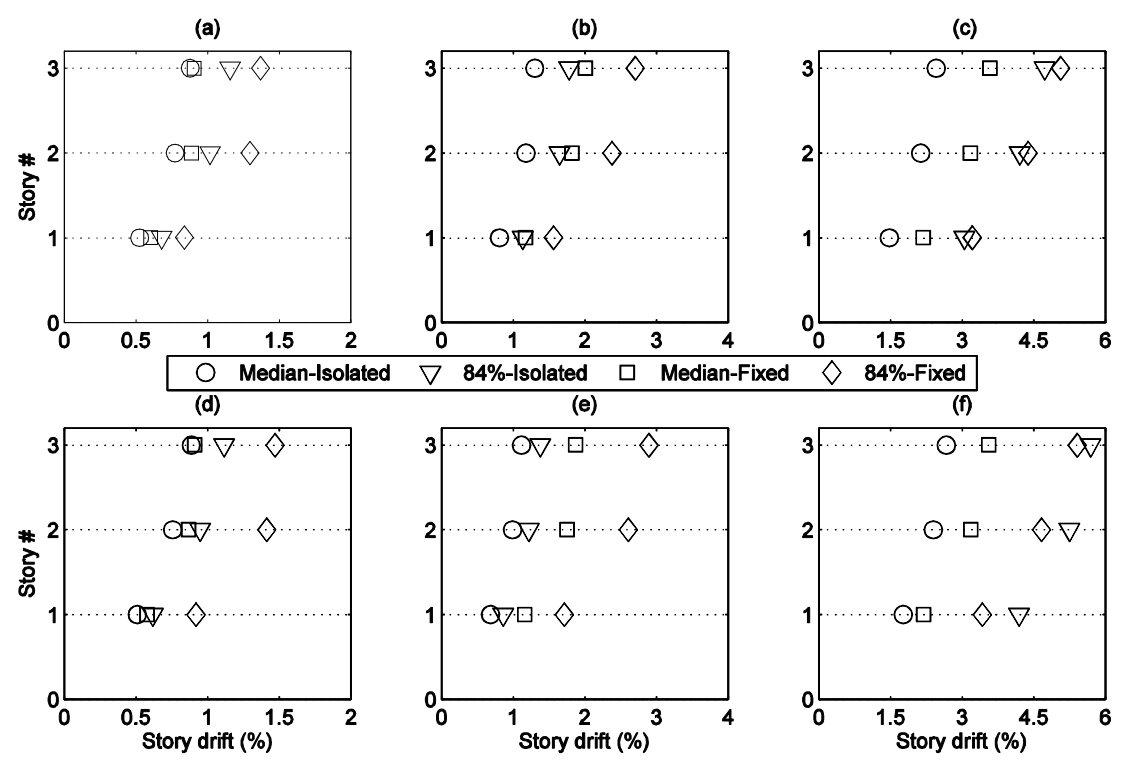 (a) (b) (c)
3 3 3
Story #
2 2 2
1 1 1
0 0 0
0 0.5 1 1.5 2 0 1 2 3 4 0 1.5 3 4.5 6
Median-Isolated 84%-Isolated Median-Fixed 84%-Fixed
(d) (e) (f)
3 3 3
Story #
2 2 2
1 1 1
0 0 0
0 0.5 1 1.5 2 0 1 2 3 4 0 1.5 3 4.5 6
Story drift (%) Story drift (%) Story drift (%)